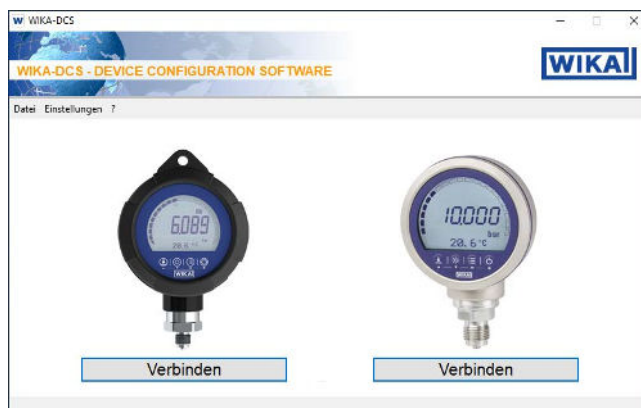 W WIKA-DCS
WIKA-DCS - DEVICE CONFIGURATION SOFTWARE
WIKA
Datei Einstellungen ?
6.089
20.6 °C
WIKA
10.000
bar
20.6 °C
WIKA
Verbinden
Verbinden